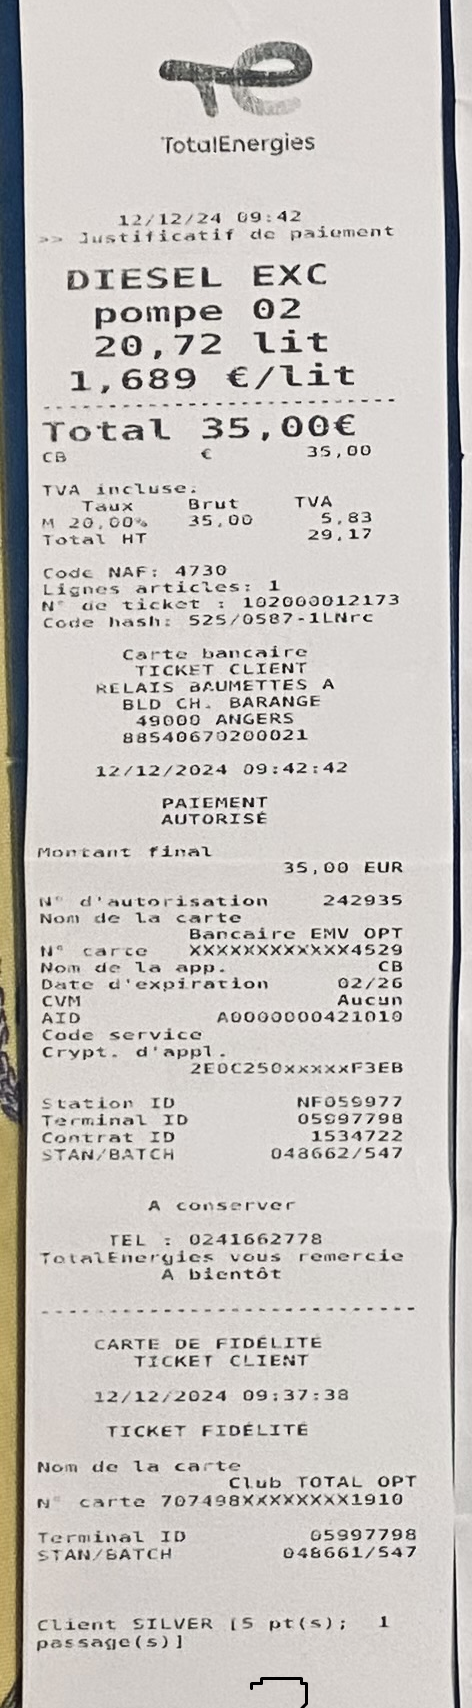 TotalEnergies
12/12/24 09:42
>> Justificatif de paiement
DIESEL EXC
pompe 02
20,72 lit
1,689 €/lit
--------------------------------
Total 35,00€
CB € 35,00
TVA incluse.
Taux Brut TVA
M 20,00% 35,00 5,83
Total HT 29,17
Code NAF: 4730
Lignes articles: 1
N° de ticket : 102000012173
Code hash: 525/0587-1LNrc
Carte bancaire
TICKET CLIENT
RELAIS BAUMETTES A
BLD CH. BARANGE
49000 ANGERS
88540670200021
12/12/2024 09:42:42
PAIEMENT
AUTORISÉ
Montant final
35,00 EUR
N° d'autorisation 242935
Nom de la carte
Bancaire EMV OPT
N° carte XXXXXXXXXXXX4529
Nom de la app. CB
Date d'expiration 02/26
CVM Aucun
AID A0000000421010
Code service
Crypt. d'appl.
2E0C250xxxxxF3EB
Station ID NF059977
Terminal ID 05997798
Contrat ID 1534722
STAN/BATCH 048662/547
A conserver
TEL : 0241662778
TotalEnergies vous remercie
A bientôt
--------------------------------
CARTE DE FIDÉLITÉ
TICKET CLIENT
12/12/2024 09:37:38
TICKET FIDÉLITÉ
Nom de la carte
Club TOTAL OPT
N° carte 707498XXXXXXXX1910
Terminal ID 05997798
STAN/BATCH 048661/547
Client SILVER [5 pt(s); 1
passage(s)]